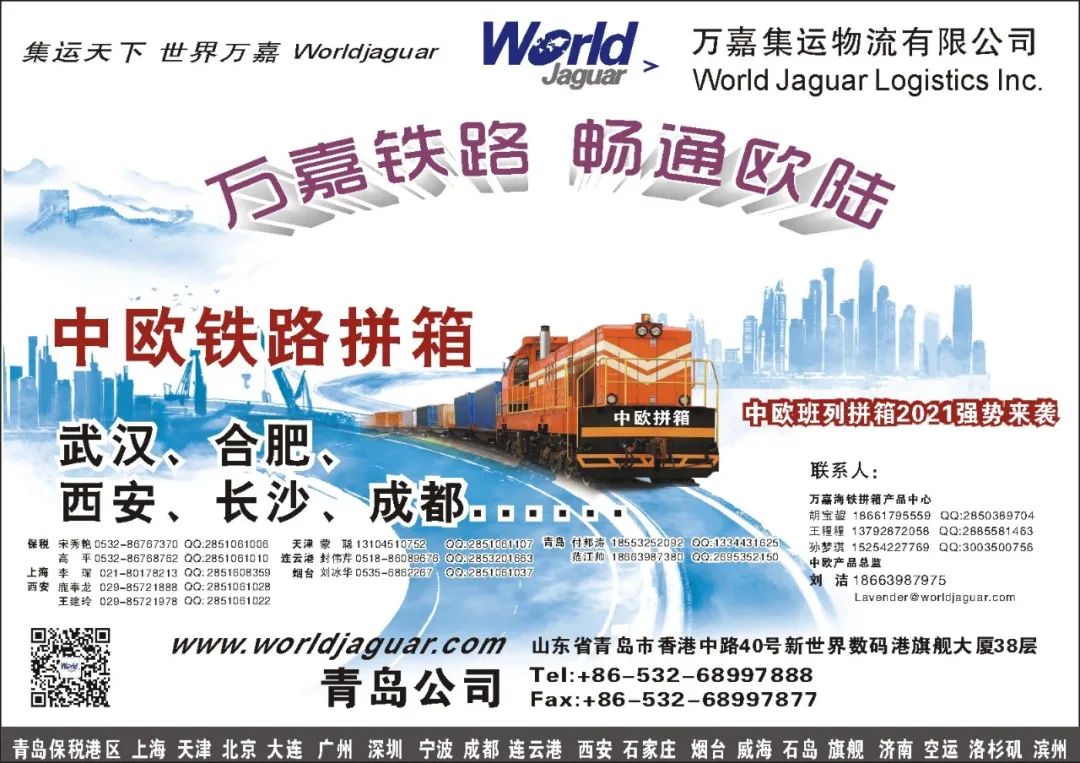 集运天下 世界万嘉 Worldjaguar
World
Jaguar
>
万嘉集运物流有限公司
World Jaguar Logistics Inc.
万嘉铁路 畅通欧陆
中欧铁路拼箱
中欧拼箱
中欧班列拼箱2021强势来袭
武汉、合肥、
西安、长沙、成都......
保税 宋秀艳 0532-86767370 QQ:2851061006
高 平 0532-86768762 QQ:2851061010
上海 李 琛 021-80178213 QQ:2851608359
西安 庞奉龙 029-85721888 QQ:2851061028
王建玲 029-85721978 QQ:2851061022
天津 蒙 聪 13104510752 QQ:2851061107
连云港 封伟芹 0518-86089676 QQ:2853201663
烟台 刘冰华 0535-6862267 QQ:2851061037
青岛 付邦涛 18553252092 QQ:1334431625
范江帅 18663987380 QQ:2695352150
联系人:
万嘉海铁拼箱产品中心
胡宝望 18661795559 QQ:2850389704
王程程 13792872058 QQ:2885581463
孙梦琪 15254227769 QQ:3003500756
中欧产品总监
刘 洁 18663987975
Lavender@worldjaguar.com
World
www.worldjaguar.com
青岛公司
山东省青岛市香港中路40号新世界数码港旗舰大厦38层
Tel:+86-532-68997888
Fax:+86-532-68997877
青岛保税港区 上海 天津 北京 大连 广州 深圳 宁波 成都 连云港 西安 石家庄 烟台 威海 石岛 旗舰 济南 空运 洛杉矶 滨州